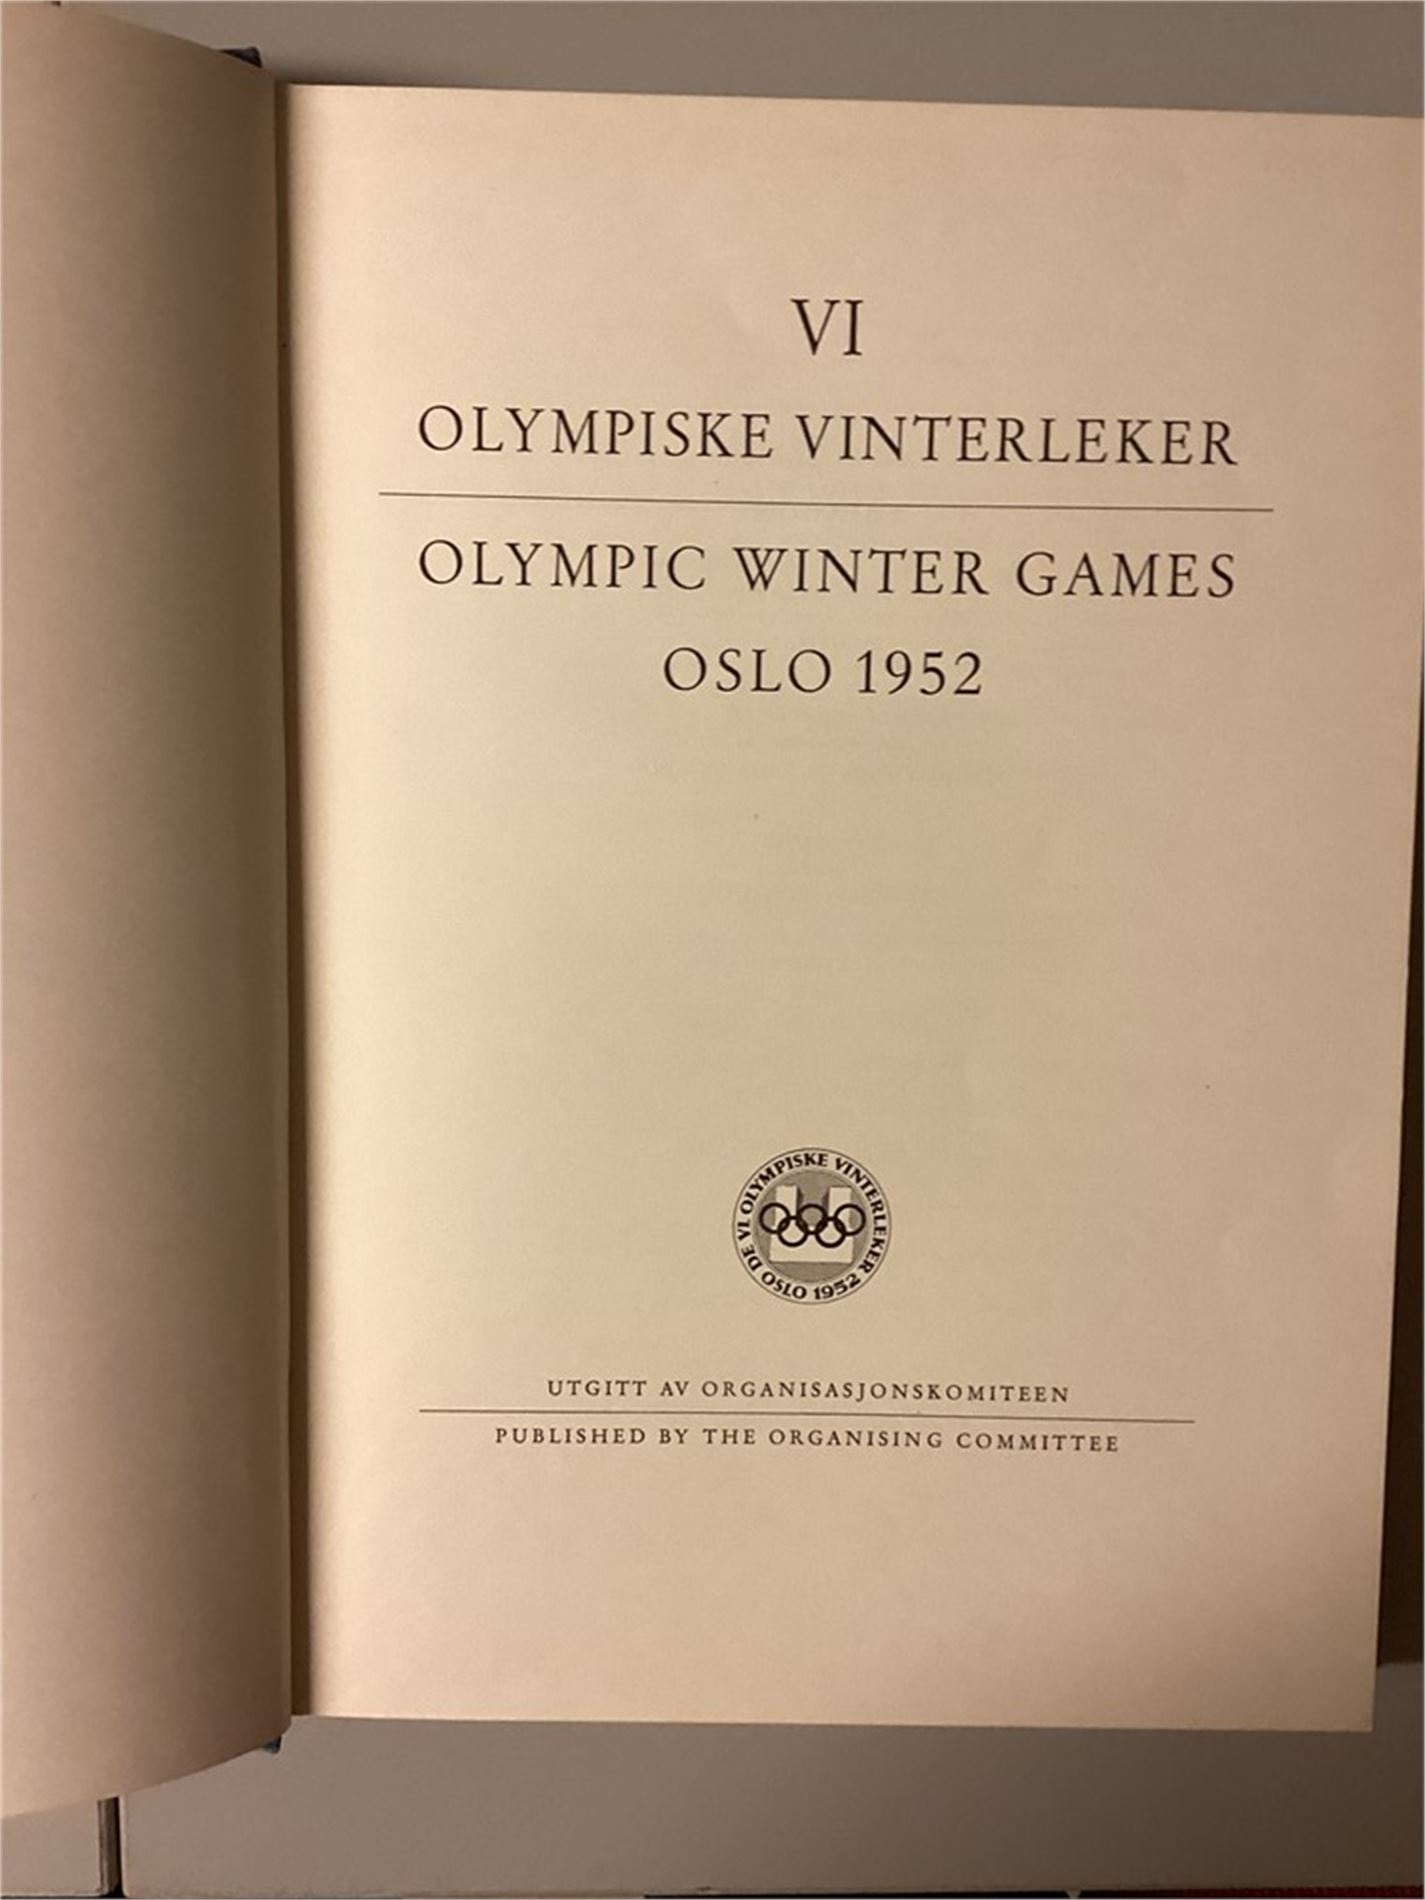 VI
OLYMPISKE VINTERLEKER
OLYMPIC WINTER GAMES
OSLO 1952
DE VI OLYMPISKE VINTERLEKER
OSLO 1952
UTGITT AV ORGANISASJONSKOMITEEN
PUBLISHED BY THE ORGANISING COMMITTEE